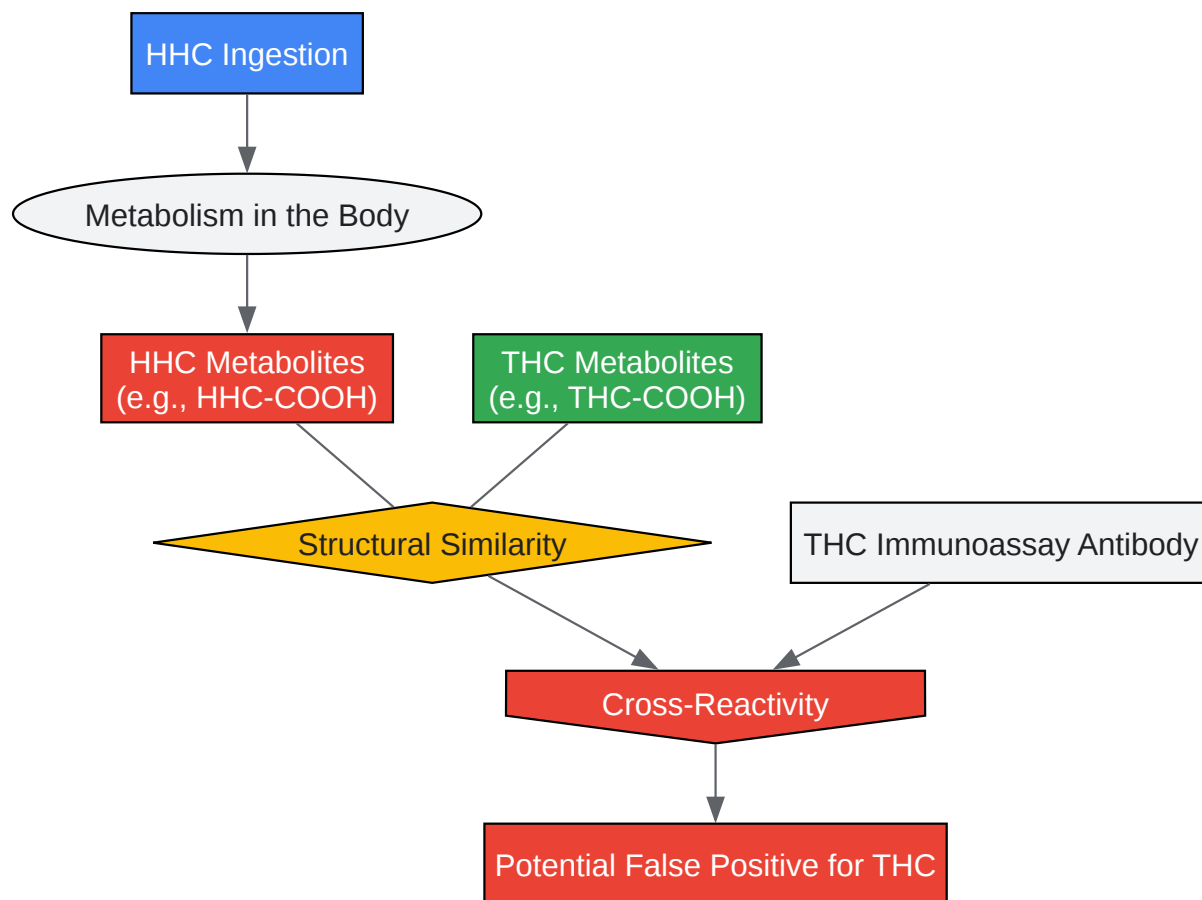 HHC Ingestion
Metabolism in the Body
HHC Metabolites
(e.g., HHC-COOH)
THC Metabolites
(e.g., THC-COOH)
Structural Similarity
THC Immunoassay Antibody
Cross-Reactivity
Potential False Positive for THC